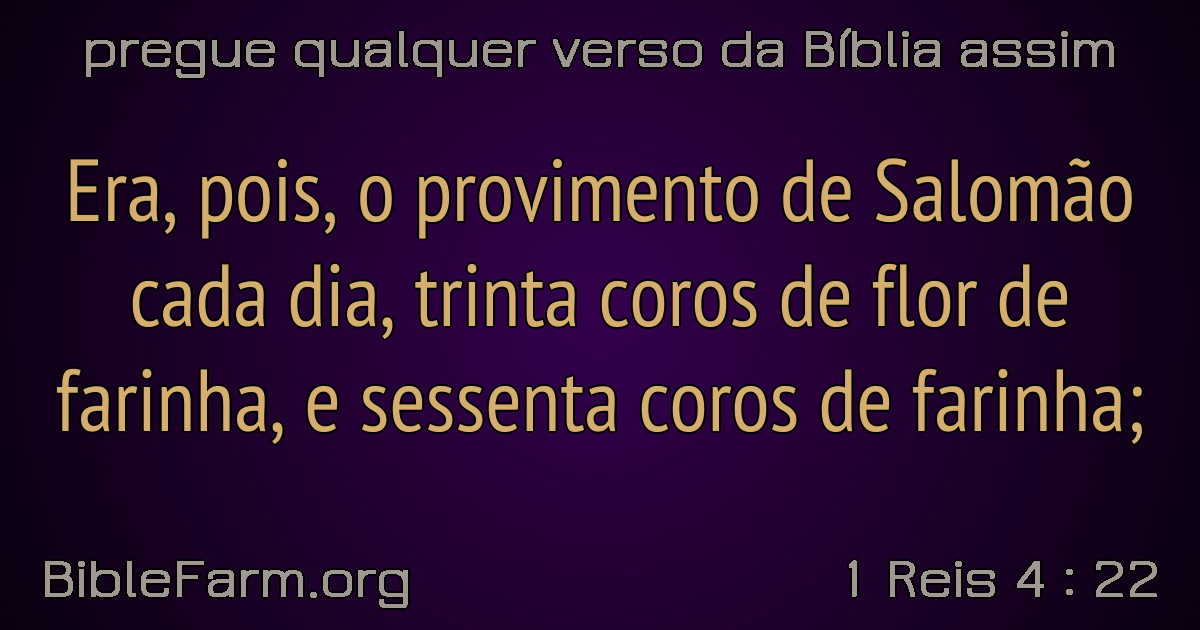 pregue qualquer verso da Bíblia assim
Era, pois, o provimento de Salomão
cada dia, trinta coros de flor de
farinha, e sessenta coros de farinha;
BibleFarm.org
1 Reis 4 : 22